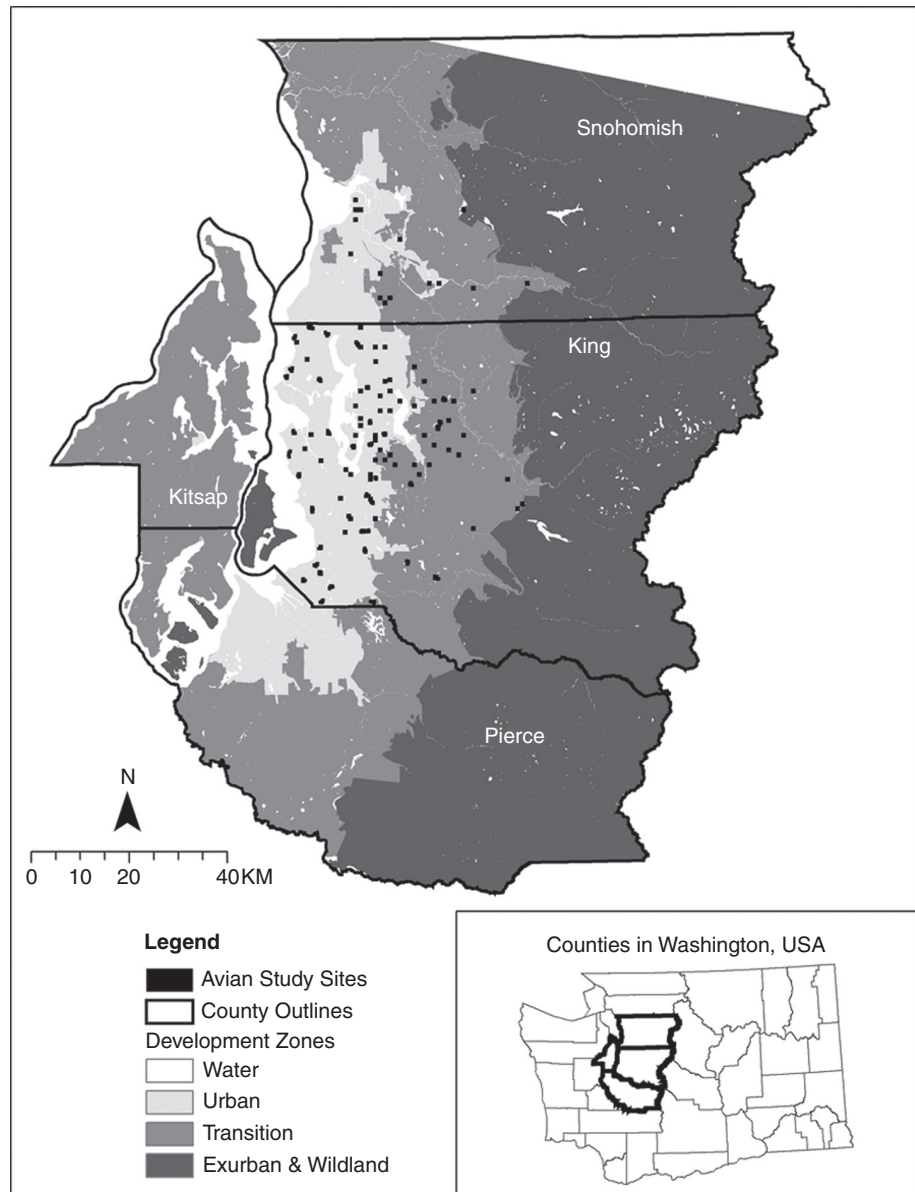 Snohomish
King
Kitsap
Pierce
N
0 10 20 40KM
Legend
Avian Study Sites
County Outlines
Development Zones
Water
Urban
Transition
Exurban & Wildland
Counties in Washington, USA